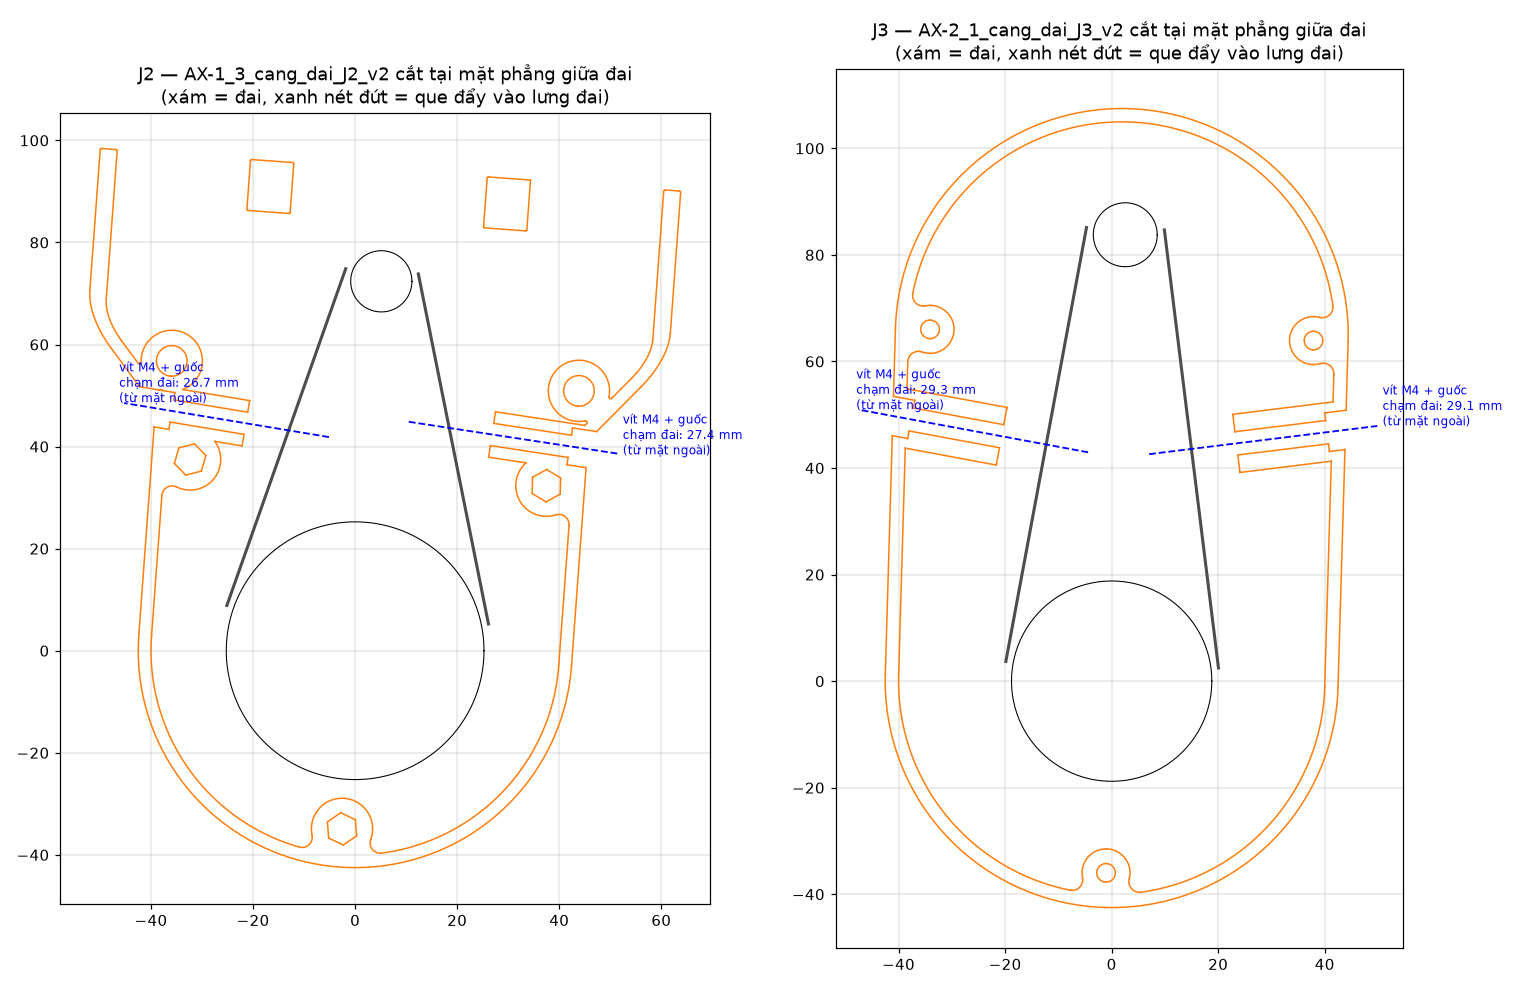 J2 — AX-1_3_cang_dai_J2_v2 cắt tại mặt phẳng giữa đai
(xám = đai, xanh nét đứt = que đẩy vào lưng đai)
100
80
60
40
20
0
−20
−40
vít M4 + guốc
chạm đai: 26.7 mm
(từ mặt ngoài)
vít M4 + guốc
chạm đai: 27.4 mm
(từ mặt ngoài)
−40
−20
0
20
40
60
J3 — AX-2_1_cang_dai_J3_v2 cắt tại mặt phẳng giữa đai
(xám = đai, xanh nét đứt = que đẩy vào lưng đai)
100
80
60
40
20
0
−20
−40
vít M4 + guốc
chạm đai: 29.3 mm
(từ mặt ngoài)
vít M4 + guốc
chạm đai: 29.1 mm
(từ mặt ngoài)
−40
−20
0
20
40